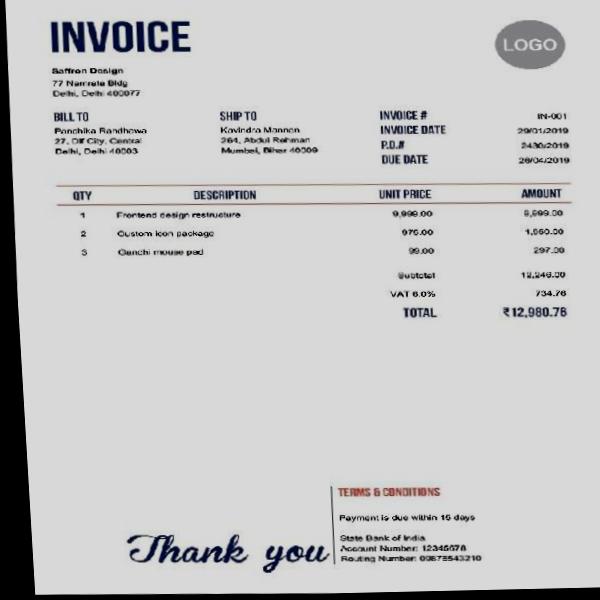 INVOICE
LOGO
Saffron Design
77 Namrata Bldg
Delhi, Delhi 400077
BILL TO
Panchika Randhawa
27, Dlf City, Central
Delhi, Delhi 40003
SHIP TO
Kavindra Mannan
264, Abdul Rehman
Mumbai, Bihar 40009
INVOICE # IN-001
INVOICE DATE 29/01/2019
P.O.# 2430/2019
DUE DATE 26/04/2019
QTY DESCRIPTION UNIT PRICE AMOUNT
1 Frontend design restructure 9,999.00 9,999.00
2 Custom icon package 975.00 1,950.00
3 Gandhi mouse pad 99.00 297.00
Subtotal 12,246.00
VAT 6.0% 734.76
TOTAL ₹12,980.76
TERMS & CONDITIONS
Payment is due within 15 days
State Bank of India
Account Number: 12345678
Routing Number: 09876543210
Thank you